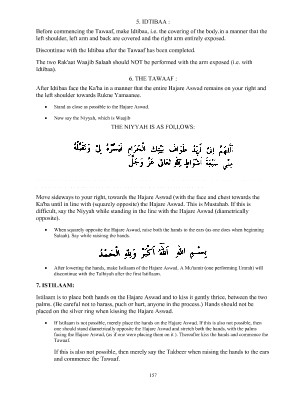 5. IDTIBAA :
Before commencing the Tawaaf, make Idtibaa, i.e. the covering of the body, in a manner that
the left shoulder, left arm and back are covered and the right arm entirely exposed.
Discontinue with the Idtibaa after the Tawaaf has been completed.
The two Rak'aat Waajib Salaah should NOT be performed with the arm exposed (i.e. with
Idtibaa).
6. THE TAWAAF :
After Idtibaa face the Ka'ba in a manner that the entire Hajare Aswad remains on your right and
the left shoulder towards Rukne Yamanee.
• Stand as close as possible to the Hajare Aswad.
• Now say the Niyyah, which is Waajib
THE NIYYAH IS AS FOLLOWS:
اَللّٰهُمَّ اِنِّىْ اُرِيْدُ طَوَافَ بَيْتِكَ الْحَرَامِ فَيَسِّرْهُ لِىْ وَتَقَبَّلْهُ
مِنِّىْ سَبْعَةَ اَشْوَاطٍ لِلّٰهِ تَعَالٰى عَزَّ وَجَلَّ
Move sideways to your right, towards the Hajare Aswad (with the face and chest towards the
Ka'ba until in line with (squarely opposite) the Hajare Aswad. This is Mustahab. If this is
difficult, say the Niyyah while standing in the line with the Hajare Aswad (diametrically
opposite).
• When squarely opposite the Hajare Aswad, raise both the hands to the ears (as one does when beginning
Salaah). Say while raising the hands.
بِسْمِ اللهِ اَللهُ اَكْبَرُ وَلِلّٰهِ الْحَمْدُ
• After lowering the hands, make Istilaam of the Hajare Aswad. A Mu'tamir (one performing Umrah) will
discontinue with the Talbiyah after the first Istilaam.
7. ISTILAAM:
Istilaam is to place both hands on the Hajare Aswad and to kiss it gently thrice, between the two
palms. (Be careful not to harass, push or hurt, anyone in the process.) Hands should not be
placed on the silver ring when kissing the Hajare Aswad.
• If Istilaam is not possible, merely place the hands on the Hajare Aswad. If this is also not possible, then
one should stand diametrically opposite the Hajare Aswad and stretch both the hands, with the palms
facing the Hajare Aswad, (as if one were placing them on it ). Thereafter kiss the hands and commence the
Tawaaf.
If this is also not possible, then merely say the Takbeer when raising the hands to the ears
and commence the Tawaaf.
157